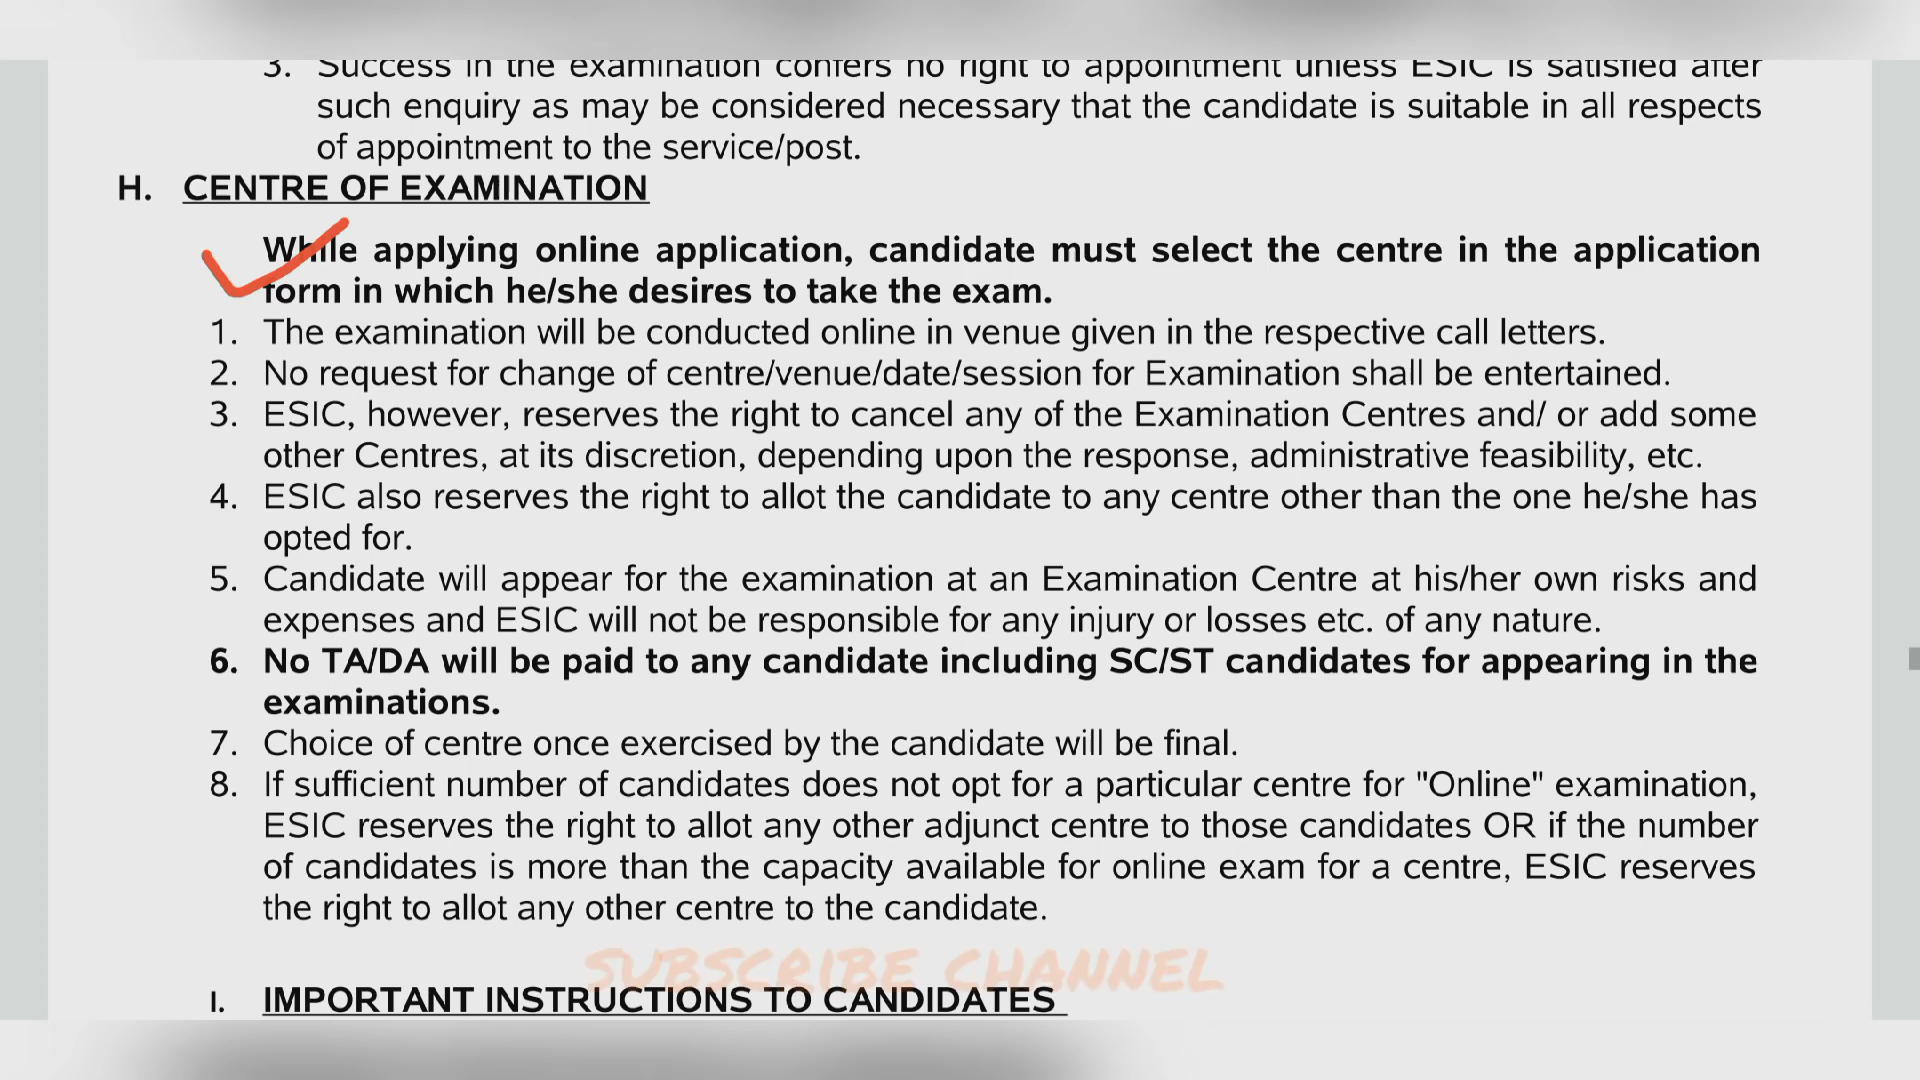 3. Success in the examination confers no right to appointment unless ESIC is satisfied after
such enquiry as may be considered necessary that the candidate is suitable in all respects
of appointment to the service/post.
H. CENTRE OF EXAMINATION
While applying online application, candidate must select the centre in the application
form in which he/she desires to take the exam.
1. The examination will be conducted online in venue given in the respective call letters.
2. No request for change of centre/venue/date/session for Examination shall be entertained.
3. ESIC, however, reserves the right to cancel any of the Examination Centres and/ or add some
other Centres, at its discretion, depending upon the response, administrative feasibility, etc.
4. ESIC also reserves the right to allot the candidate to any centre other than the one he/she has
opted for.
5. Candidate will appear for the examination at an Examination Centre at his/her own risks and
expenses and ESIC will not be responsible for any injury or losses etc. of any nature.
6. No TA/DA will be paid to any candidate including SC/ST candidates for appearing in the
examinations.
7. Choice of centre once exercised by the candidate will be final.
8. If sufficient number of candidates does not opt for a particular centre for "Online" examination,
ESIC reserves the right to allot any other adjunct centre to those candidates OR if the number
of candidates is more than the capacity available for online exam for a centre, ESIC reserves
the right to allot any other centre to the candidate.
SUBSCRIBE CHANNEL
I. IMPORTANT INSTRUCTIONS TO CANDIDATES